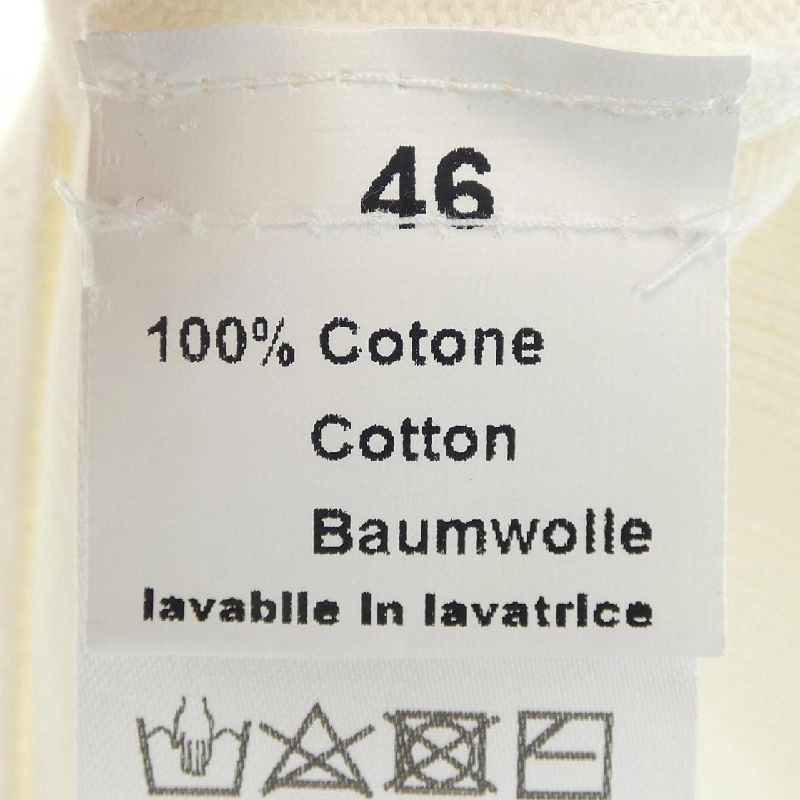 46
100% Cotone
Cotton
Baumwolle
lavabile in lavatrice